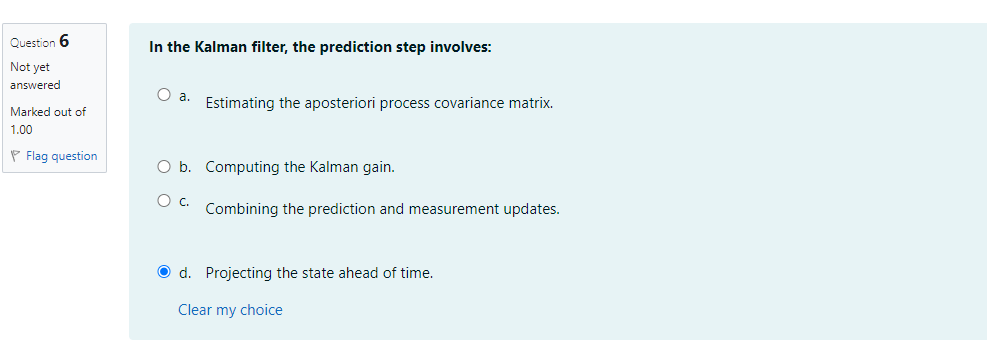 Question 6
Not yet
answered
Marked out of
1.00
Flag question
In the Kalman filter, the prediction step involves:
a. Estimating the aposteriori process covariance matrix.
b. Computing the Kalman gain.
c. Combining the prediction and measurement updates.
d. Projecting the state ahead of time.
Clear my choice